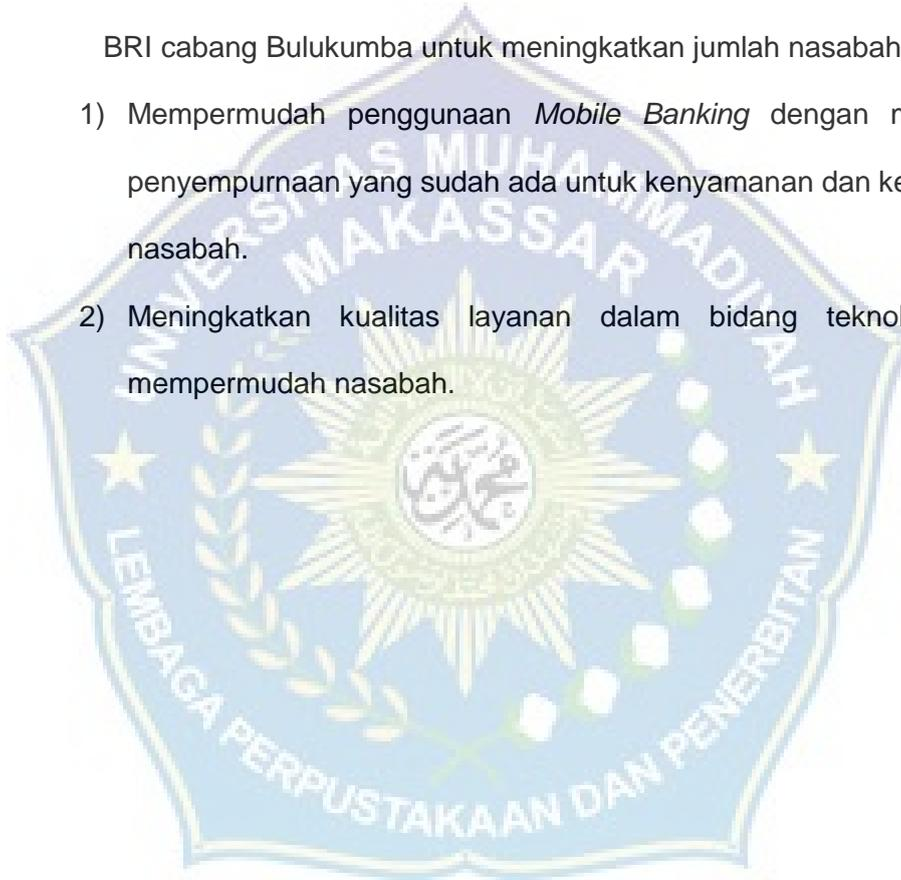 BRI cabang Bulukumba untuk meningkatkan jumlah nasabah
1) Mempermudah penggunaan Mobile Banking dengan
penyempurnaan yang sudah ada untuk kenyamanan dan
nasabah.
2) Meningkatkan kualitas layanan dalam bidang
mempermudah nasabah.
UNIVERSITAS MUHAMMADIYAH
MAKASSAR
LEMBAGA PERPUSTAKAAN DAN PENERBITAN